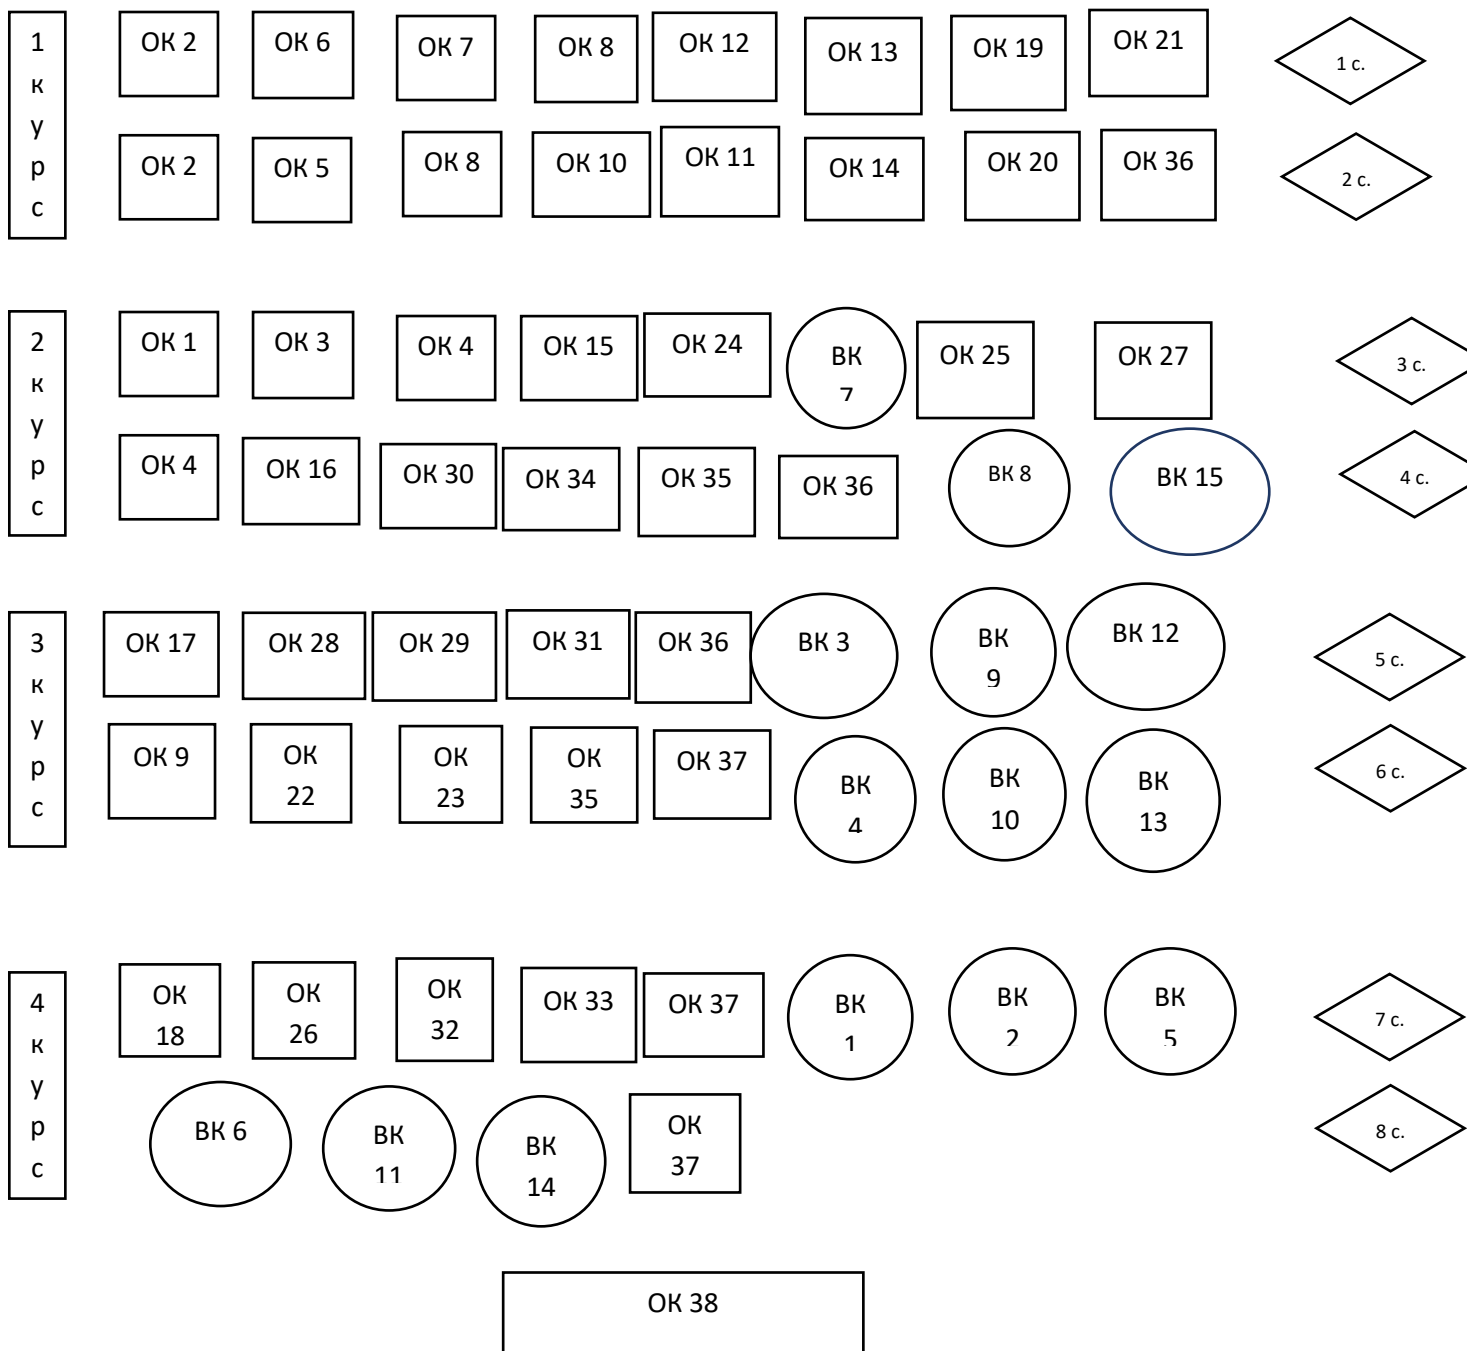 1
к
у
р
с
ОК 2
ОК 6
ОК 7
ОК 8
ОК 12
ОК 13
ОК 19
ОК 21
1 с.
ОК 2
ОК 5
ОК 8
ОК 10
ОК 11
ОК 14
ОК 20
ОК 36
2 с.
2
к
у
р
с
ОК 1
ОК 3
ОК 4
ОК 15
ОК 24
ВК
7
ОК 25
ОК 27
3 с.
ОК 4
ОК 16
ОК 30
ОК 34
ОК 35
ОК 36
ВК 8
ВК 15
4 с.
3
к
у
р
с
ОК 17
ОК 28
ОК 29
ОК 31
ОК 36
ВК 3
ВК
9
ВК 12
5 с.
ОК 9
ОК
22
ОК
23
ОК
35
ОК 37
ВК
4
ВК
10
ВК
13
6 с.
4
к
у
р
с
ОК
18
ОК
26
ОК
32
ОК 33
ОК 37
ВК
1
ВК
2
ВК
5
7 с.
ВК 6
ВК
11
ВК
14
ОК
37
8 с.
ОК 38